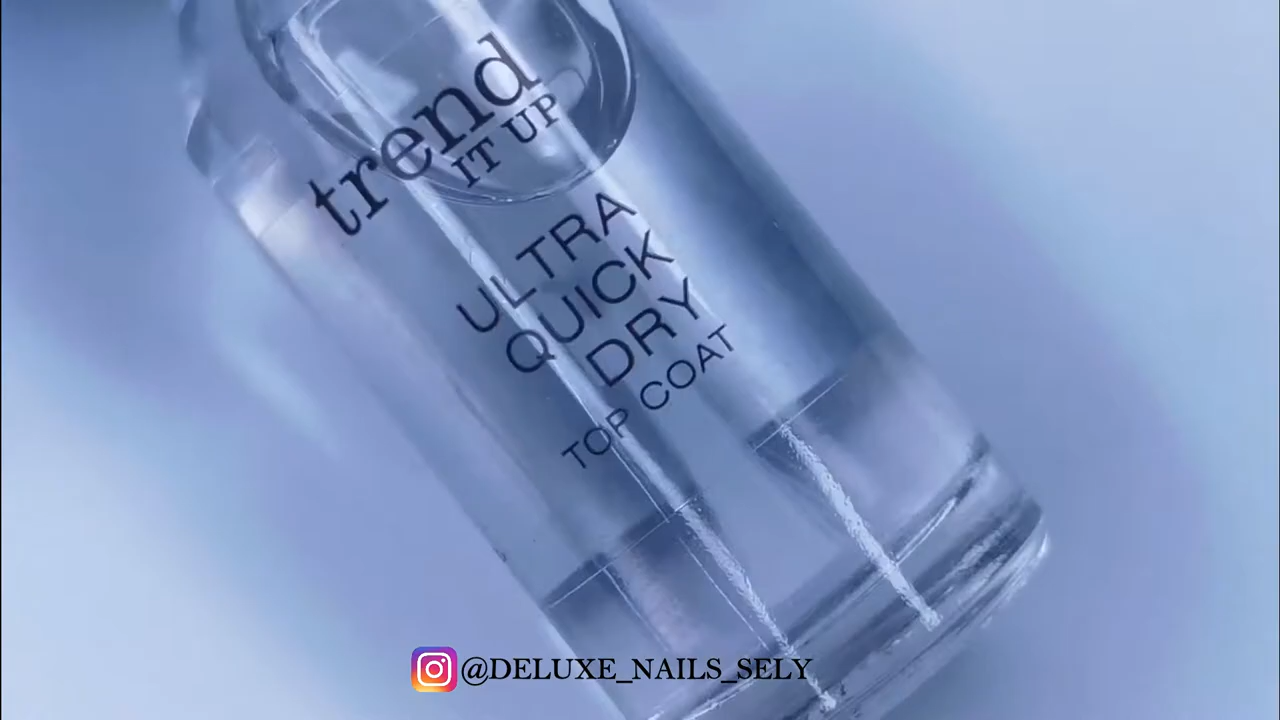 trend
IT UP
ULTRA
QUICK
DRY
TOP COAT
@DELUXE_NAILS_SELY